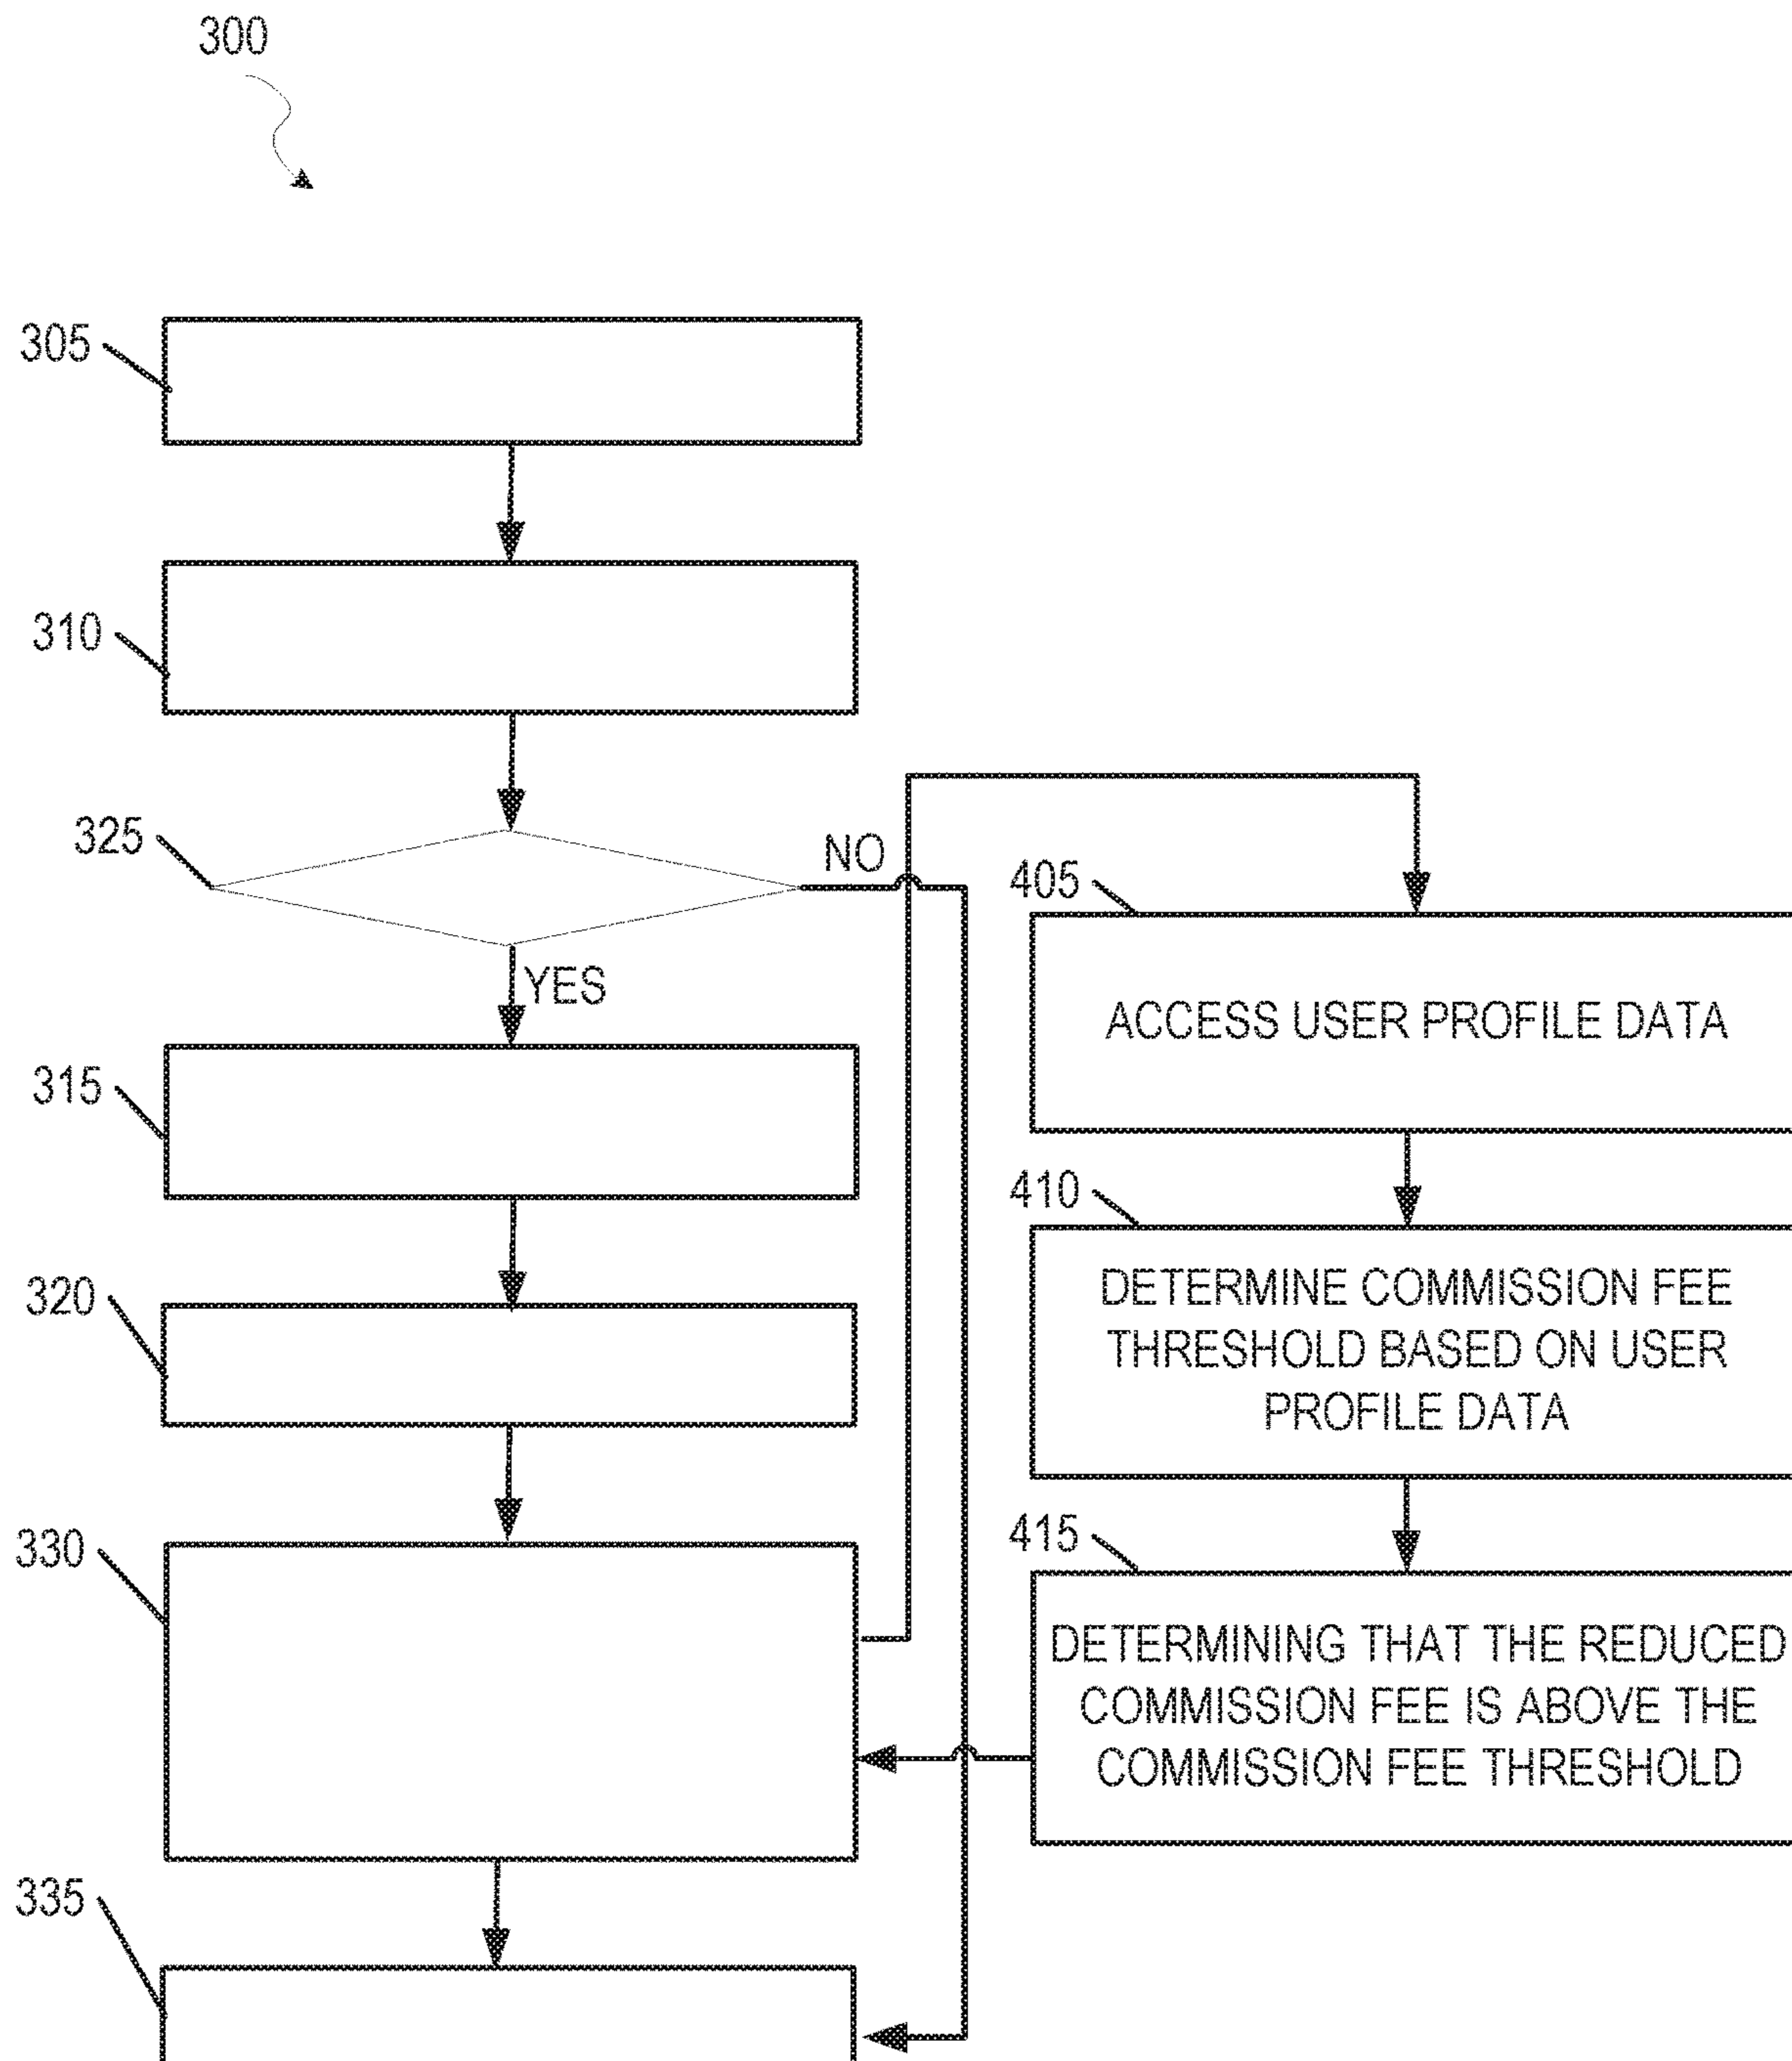 300
305
310
325
NO
YES
315
320
330
335
405
ACCESS USER PROFILE DATA
410
DETERMINE COMMISSION FEE
THRESHOLD BASED ON USER
PROFILE DATA
415
DETERMINING THAT THE REDUCED
COMMISSION FEE IS ABOVE THE
COMMISSION FEE THRESHOLD